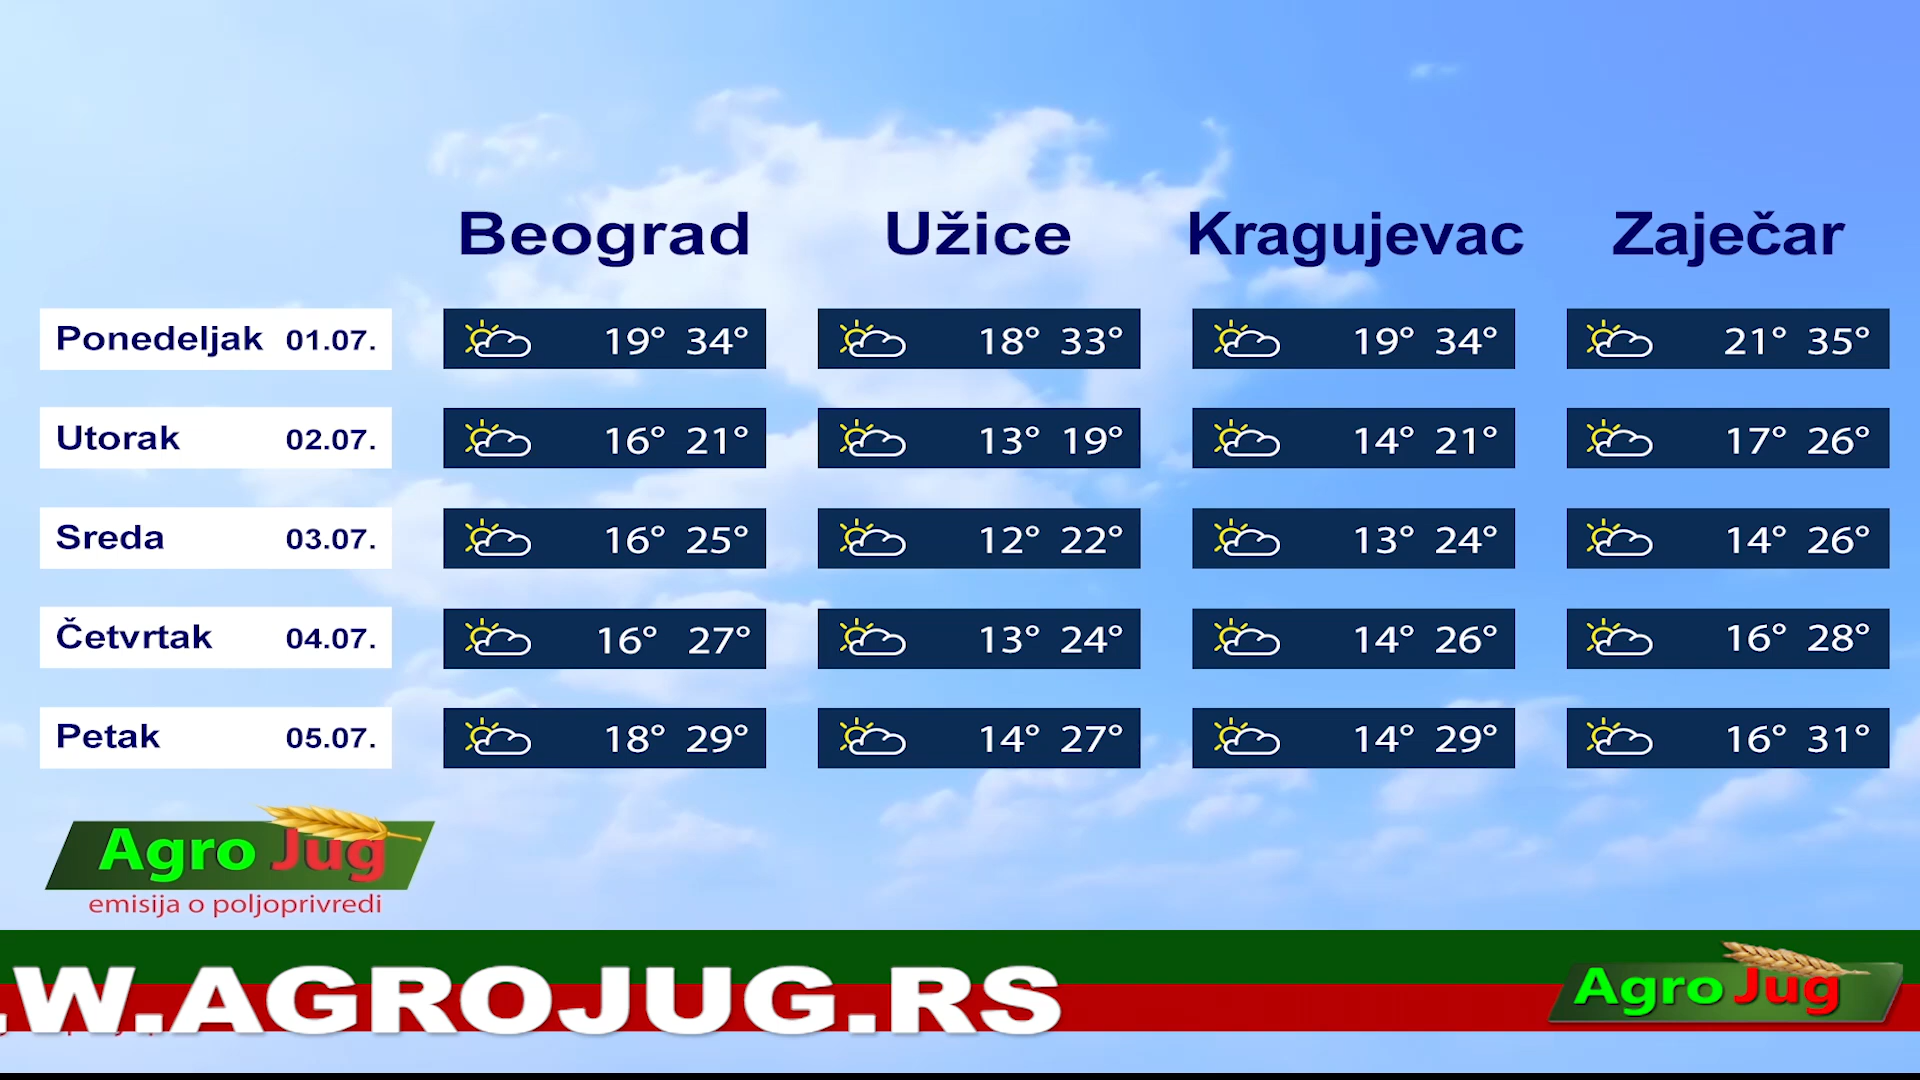 Beograd Užice Kragujevac Zaječar
Ponedeljak 01.07. 19° 34° 18° 33° 19° 34° 21° 35°
Utorak 02.07. 16° 21° 13° 19° 14° 21° 17° 26°
Sreda 03.07. 16° 25° 12° 22° 13° 24° 14° 26°
Četvrtak 04.07. 16° 27° 13° 24° 14° 26° 16° 28°
Petak 05.07. 18° 29° 14° 27° 14° 29° 16° 31°
Agro Jug
emisija o poljoprivredi
.W.AGROJUG.RS
Agro Jug